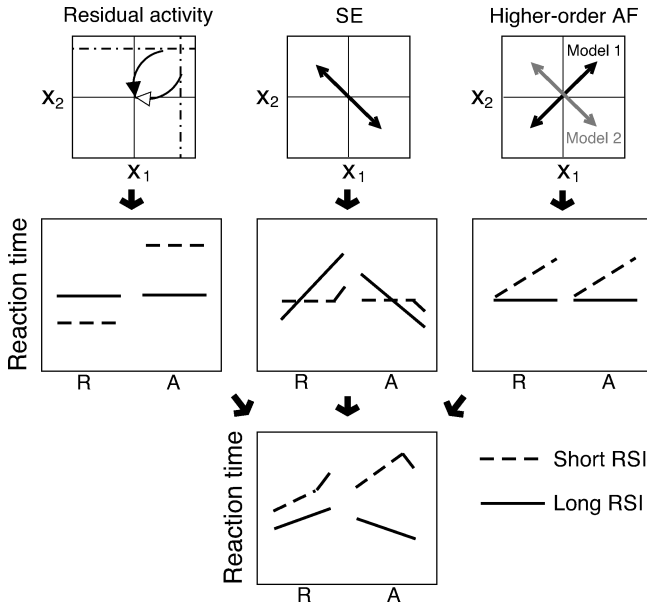 Residual activity
SE
Higher-order AF
Model 1
X2
X2
X2
Model 2
X1
X1
X1
Reaction time
R
A
R
A
R
A
Reaction time
Short RSI
Long RSI
R
A